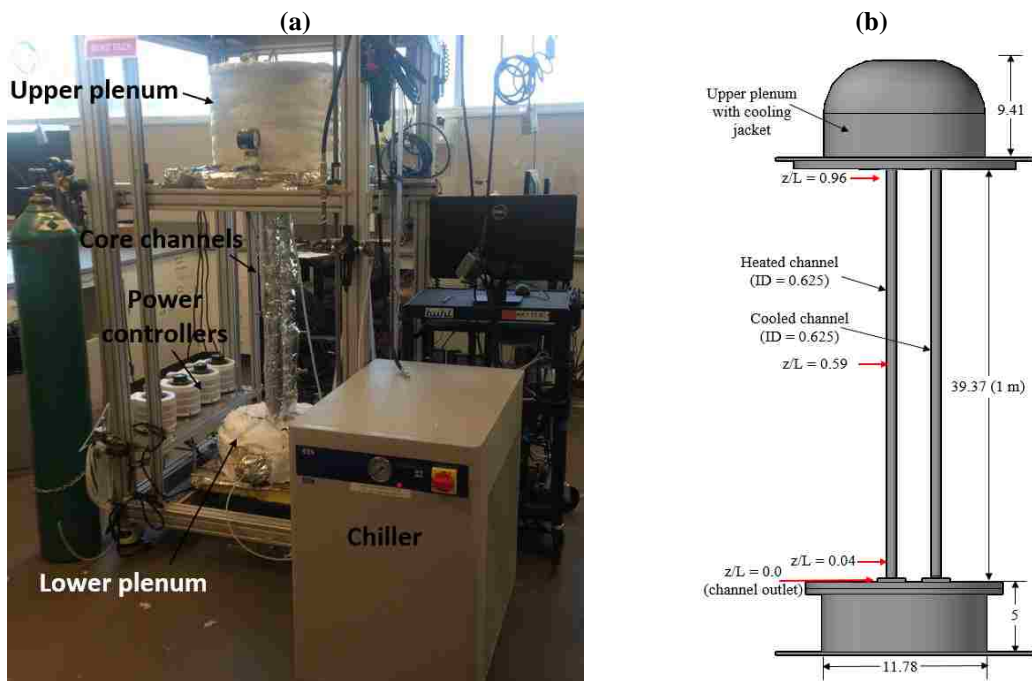 (a)
(b)
Upper plenum
Core channels
Power
controllers
Lower plenum
Chiller
DELL
Upper plenum
with cooling
jacket
9.41
z/L = 0.96
Heated channel
(ID = 0.625)
Cooled channel
(ID = 0.625)
z/L = 0.59
39.37 (1 m)
z/L = 0.04
z/L = 0.0
(channel outlet)
5
11.78